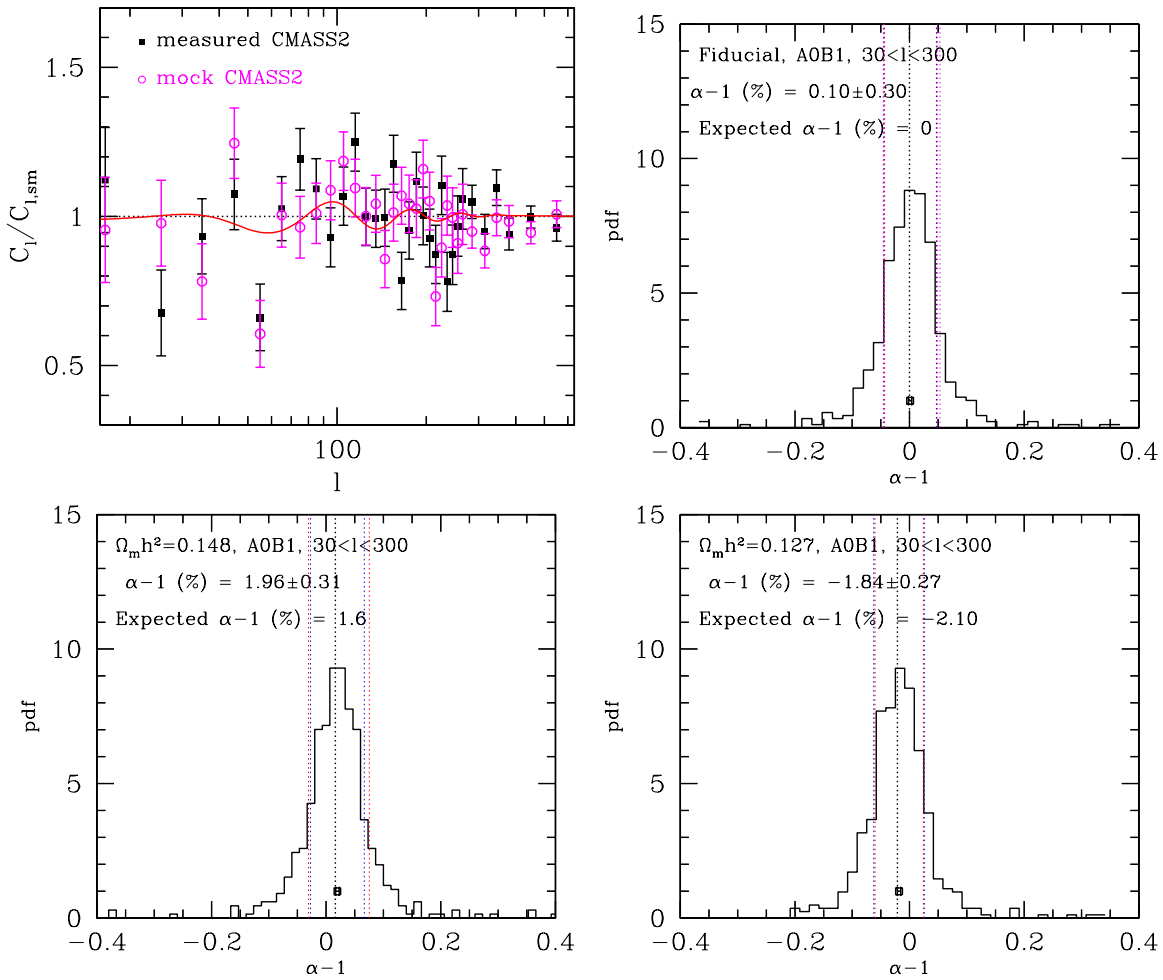 measured CMASS2
mock CMASS2
1.5
1
0.5
C_l/C_l,sm
100
l
15
10
5
0
pdf
Fiducial, A0B1, 30<l<300
α−1 (%) = 0.10±0.30
Expected α−1 (%) = 0
−0.4 −0.2 0 0.2 0.4
α−1
15
10
5
0
pdf
Ω_m h²=0.148, A0B1, 30<l<300
α−1 (%) = 1.96±0.31
Expected α−1 (%) = 1.6
−0.4 −0.2 0 0.2 0.4
α−1
15
10
5
0
pdf
Ω_m h²=0.127, A0B1, 30<l<300
α−1 (%) = −1.84±0.27
Expected α−1 (%) = −2.10
−0.4 −0.2 0 0.2 0.4
α−1